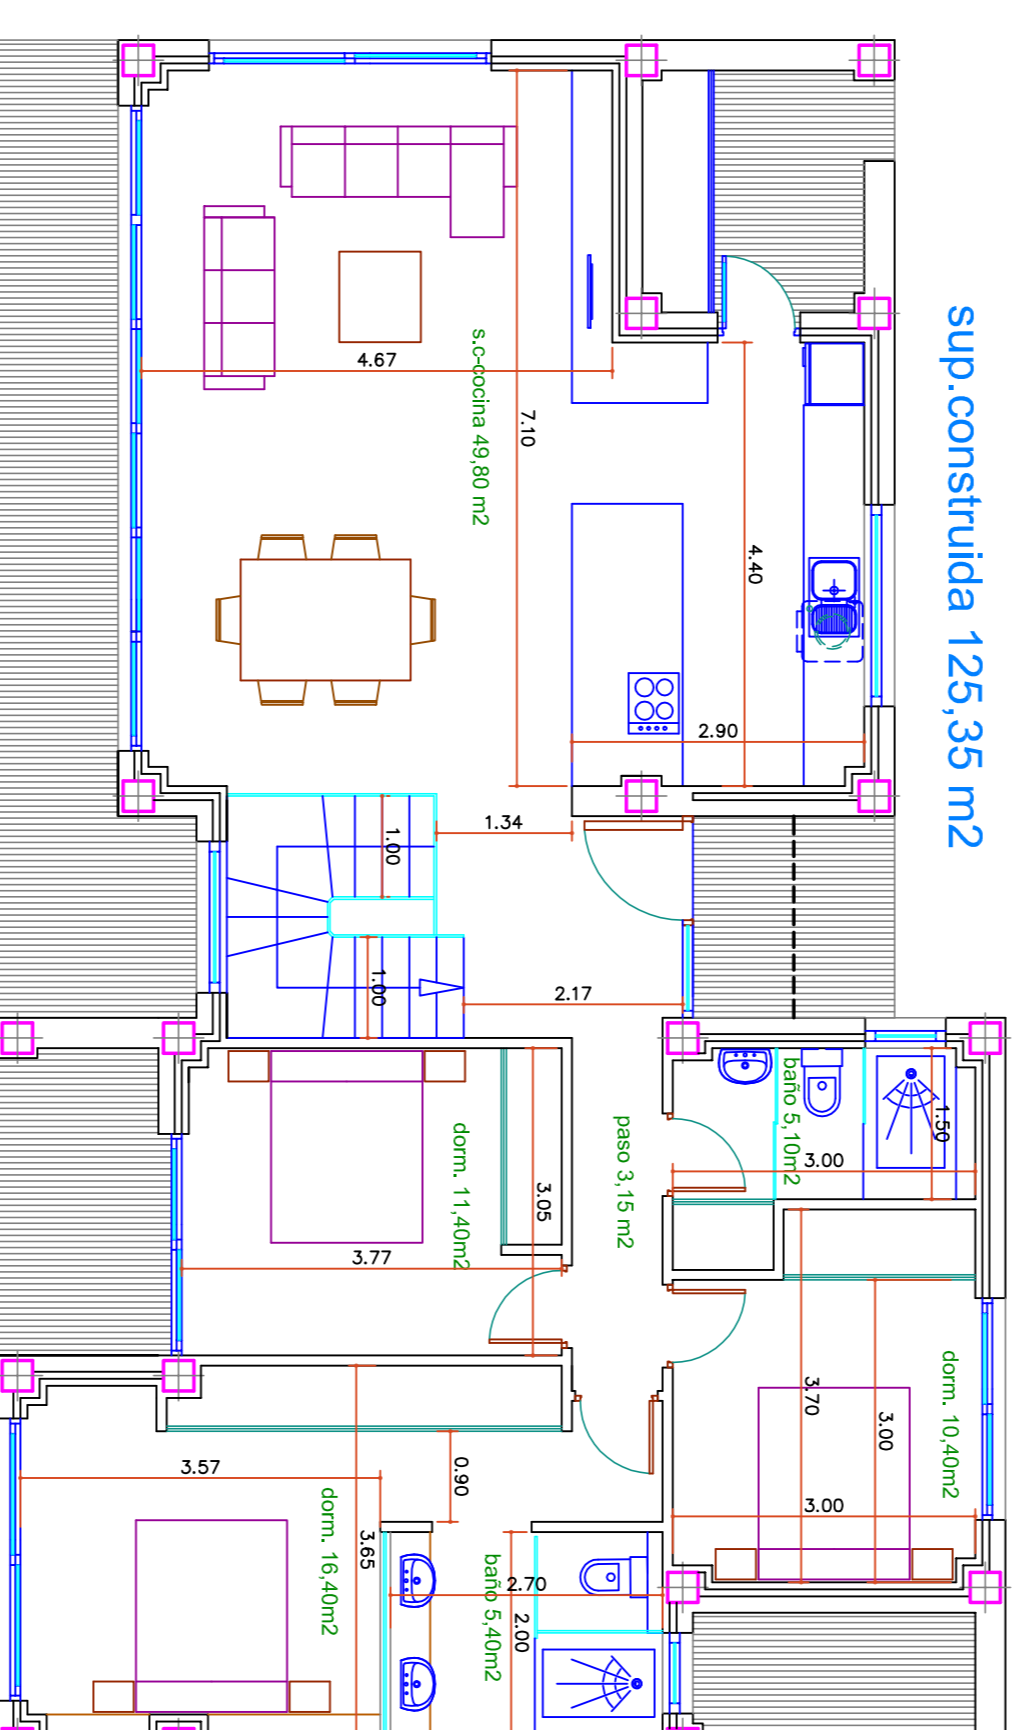 sup.construida 125,35 m2
4.67
s.c-cocina 49,80 m2
7.10
4.40
2.90
1.34
1.00
1.00
2.17
baño 5,10m2
1.50
3.00
paso 3,15 m2
dorm. 11,40m2
3.05
3.77
dorm. 10,40m2
3.70
3.00
3.00
3.57
0.90
3.65
dorm. 16,40m2
baño 5,40m2
2.70
2.00